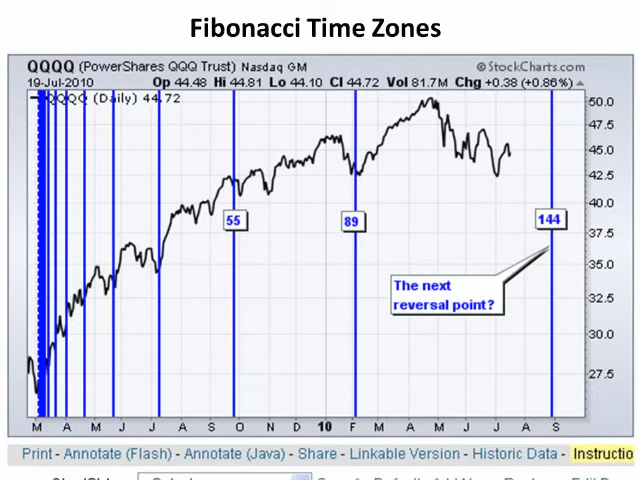 Fibonacci Time Zones
QQQQ (PowerShares QQQ Trust) Nasdaq GM © StockCharts.com
19-Jul-2010 Op 44.48 Hi 44.81 Lo 44.10 Cl 44.72 Vol 81.7M Chg +0.38 (+0.86%)
QQQQ (Daily) 44.72
50.0
47.5
45.0
42.5
40.0
37.5
35.0
32.5
30.0
27.5
55
89
144
The next
reversal point?
M A M J J A S O N D 10 F M A M J J A S
Print - Annotate (Flash) - Annotate (Java) - Share - Linkable Version - Historic Data - Instructio